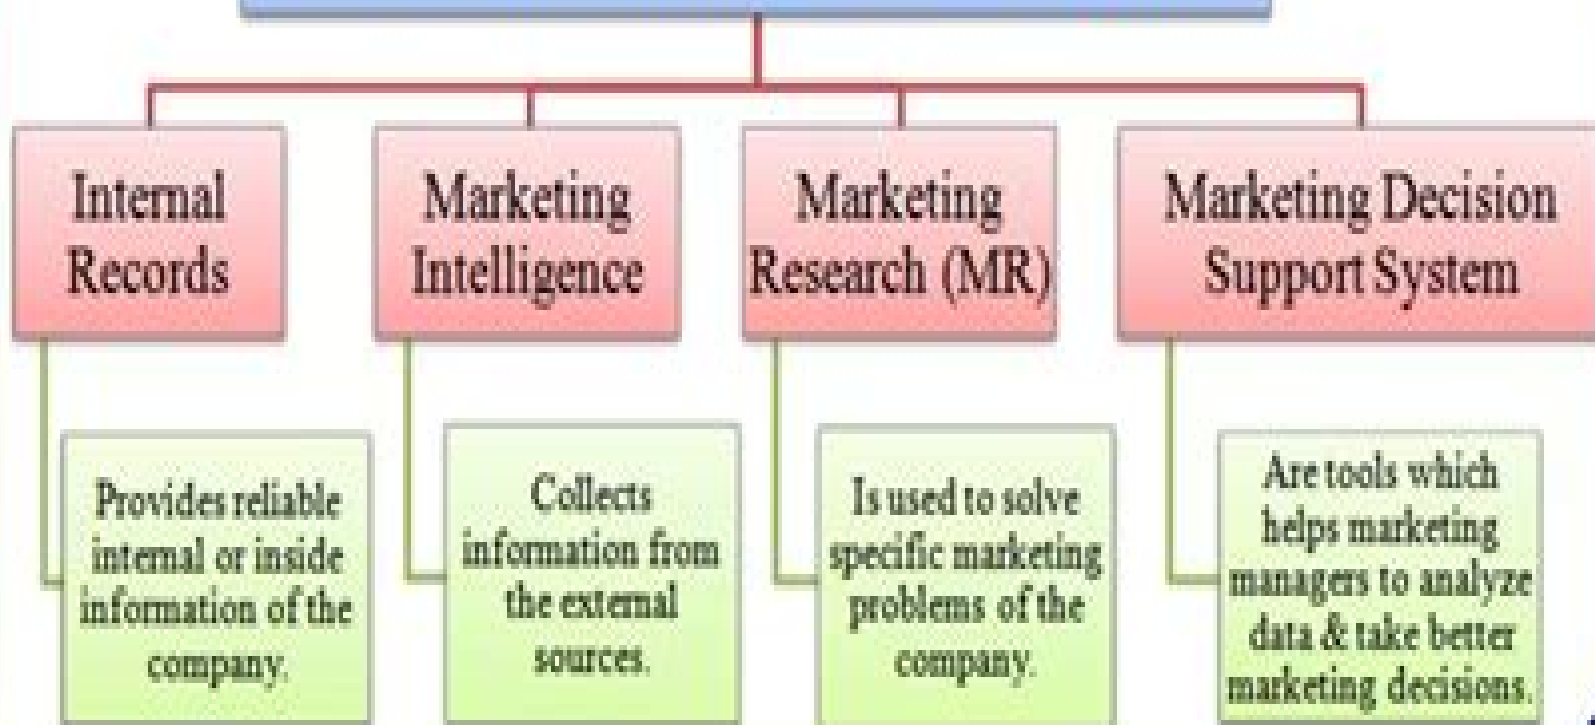 Internal
Records
Marketing
Intelligence
Marketing
Research (MR)
Marketing Decision
Support System
Provides reliable
internal or inside
information of the
company.
Collects
information from
the external
sources.
Is used to solve
specific marketing
problems of the
company.
Are tools which
helps marketing
managers to analyze
data & take better
marketing decisions.